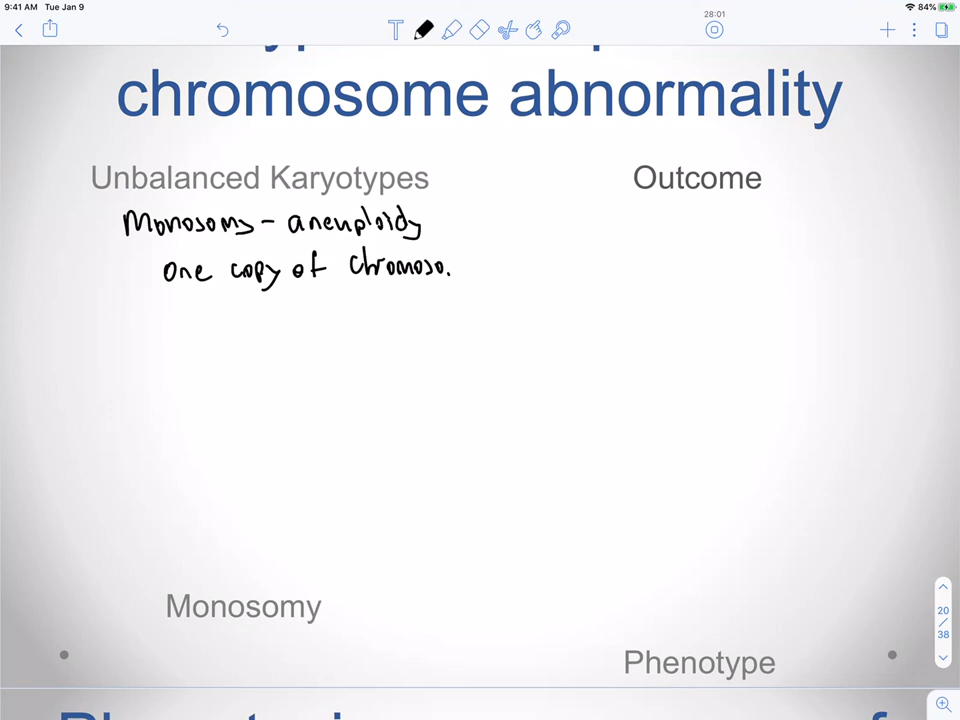 9:41 AM Tue Jan 9
28:01
84%
chromosome abnormality
Unbalanced Karyotypes
Outcome
Monosomy - aneuploidy
one copy of chromoso.
20
/
38
Monosomy
Phenotype